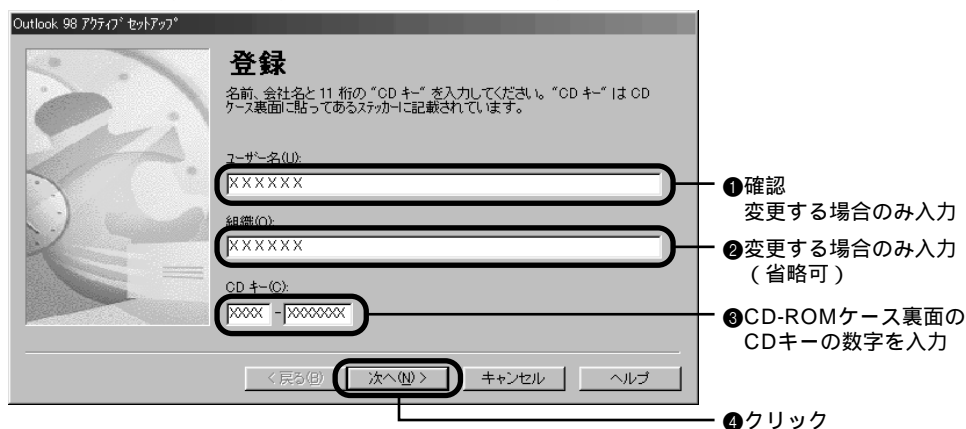 Outlook 98 アクティブ セットアップ
登録
名前、会社名と 11 桁の “CD キー” を入力してください。“CD キー” は CD
ケース裏面に貼ってあるステッカーに記載されています。
ユーザー名(U):
XXXXXX
❶確認
変更する場合のみ入力
組織(O):
XXXXXX
❷変更する場合のみ入力
（省略可）
CD キー(C):
XXXX - XXXXXXX
❸CD-ROMケース裏面の
CDキーの数字を入力
< 戻る(B) 次へ(N) > キャンセル ヘルプ
❹クリック